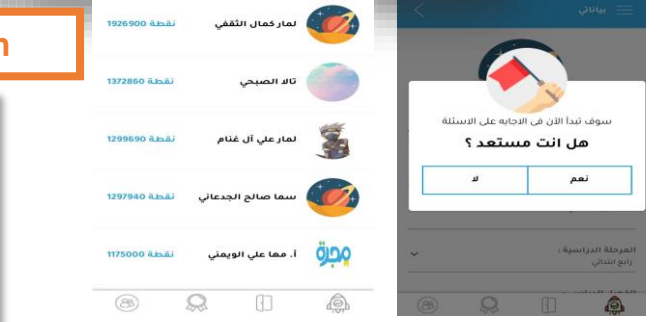 n
لمار كمال الثقفي
1926900 نقطة
تالا الصبحي
1372860 نقطة
لمار علي آل غنام
1299690 نقطة
سما صالح الجدعاني
1297940 نقطة
أ. مها علي الويمني
1175000 نقطة
مجرة
بياناتي
سوف تبدأ الآن في الاجابه على الاسئلة
هل انت مستعد ؟
نعم
لا
المرحلة الدراسية :
رابع ابتدائي